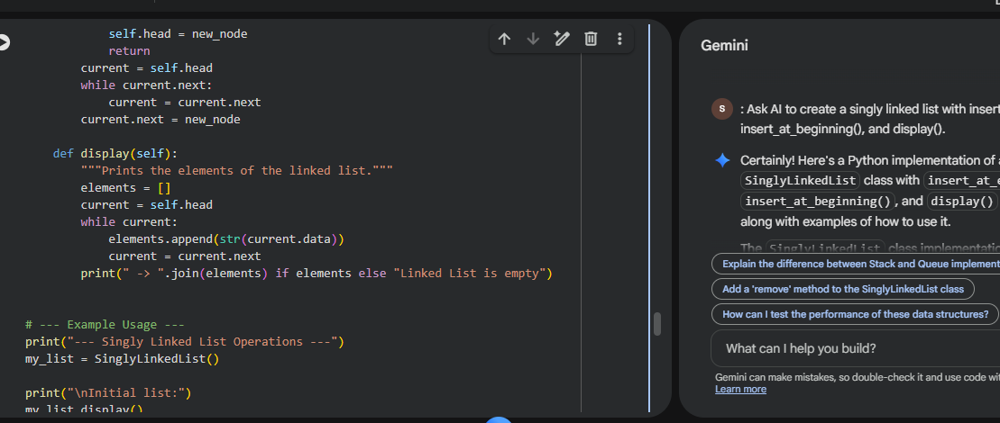 self.head = new_node
            return
        current = self.head
        while current.next:
            current = current.next
        current.next = new_node
    def display(self):
        """Prints the elements of the linked list."""
        elements = []
        current = self.head
        while current:
            elements.append(str(current.data))
            current = current.next
        print(" -> ".join(elements) if elements else "Linked List is empty")
# --- Example Usage ---
print("--- Singly Linked List Operations ---")
my_list = SinglyLinkedList()
print("\nInitial list:")
my_list.display()
Gemini
S
: Ask AI to create a singly linked list with insert
insert_at_beginning(), and display().
Certainly! Here's a Python implementation of a
SinglyLinkedList class with insert_at_e
insert_at_beginning() , and display()
along with examples of how to use it.
The SinglyLinkedList class implementatio
Explain the difference between Stack and Queue implement
Add a 'remove' method to the SinglyLinkedList class
How can I test the performance of these data structures?
What can I help you build?
Gemini can make mistakes, so double-check it and use code wit
Learn more